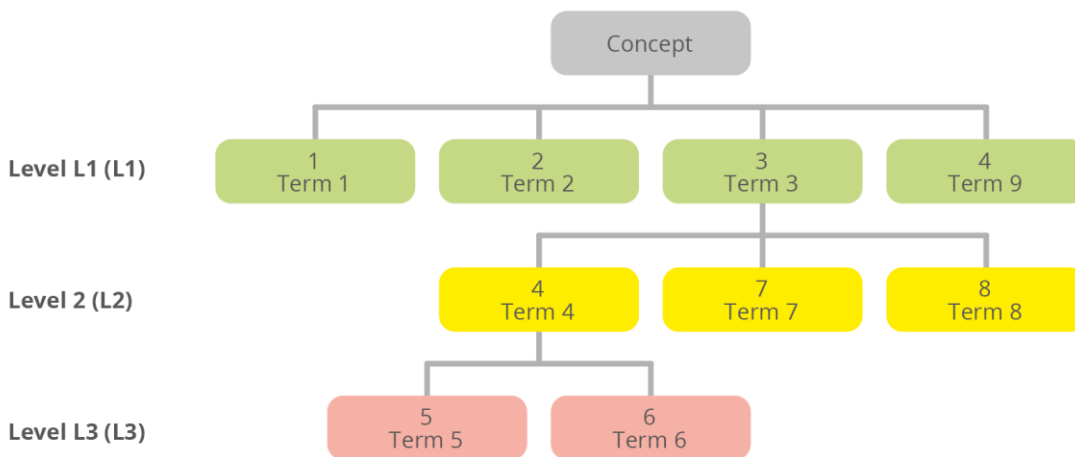 Concept
Level L1 (L1)
1
Term 1
2
Term 2
3
Term 3
4
Term 9
Level 2 (L2)
4
Term 4
7
Term 7
8
Term 8
Level L3 (L3)
5
Term 5
6
Term 6